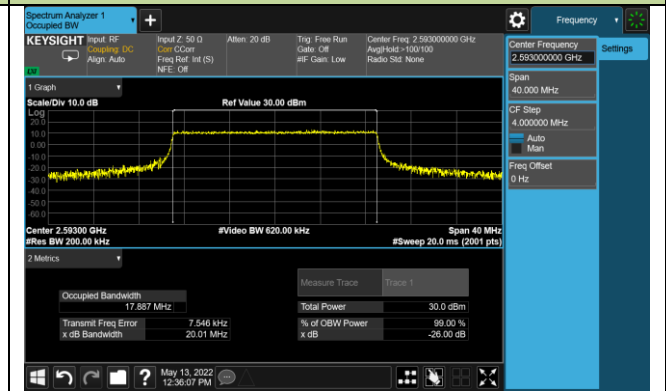 Spectrum Analyzer 1
Occupied BW
+
Frequency
KEYSIGHT
Input: RF
Coupling: DC
Align: Auto
Input Z: 50 Ω
Corr CCorr
Freq Ref: Int (S)
NFE: Off
Atten: 20 dB
Trig: Free Run
Gate: Off
#IF Gain: Low
Center Freq: 2.593000000 GHz
Avg|Hold:>100/100
Radio Std: None
LW
Center Frequency
2.593000000 GHz
Settings
Span
40.000 MHz
CF Step
4.000000 MHz
Auto
Man
Freq Offset
0 Hz
1 Graph
Scale/Div 10.0 dB
Ref Value 30.00 dBm
Log
20.0
10.0
0.00
-10.0
-20.0
-30.0
-40.0
-50.0
-60.0
Center 2.59300 GHz
#Video BW 620.00 kHz
Span 40 MHz
#Res BW 200.00 kHz
#Sweep 20.0 ms (2001 pts)
2 Metrics
Measure Trace
Trace 1
Occupied Bandwidth
17.887 MHz
Total Power
30.0 dBm
Transmit Freq Error
7.546 kHz
% of OBW Power
99.00 %
x dB Bandwidth
20.01 MHz
x dB
-26.00 dB
?
May 13, 2022
12:36:07 PM